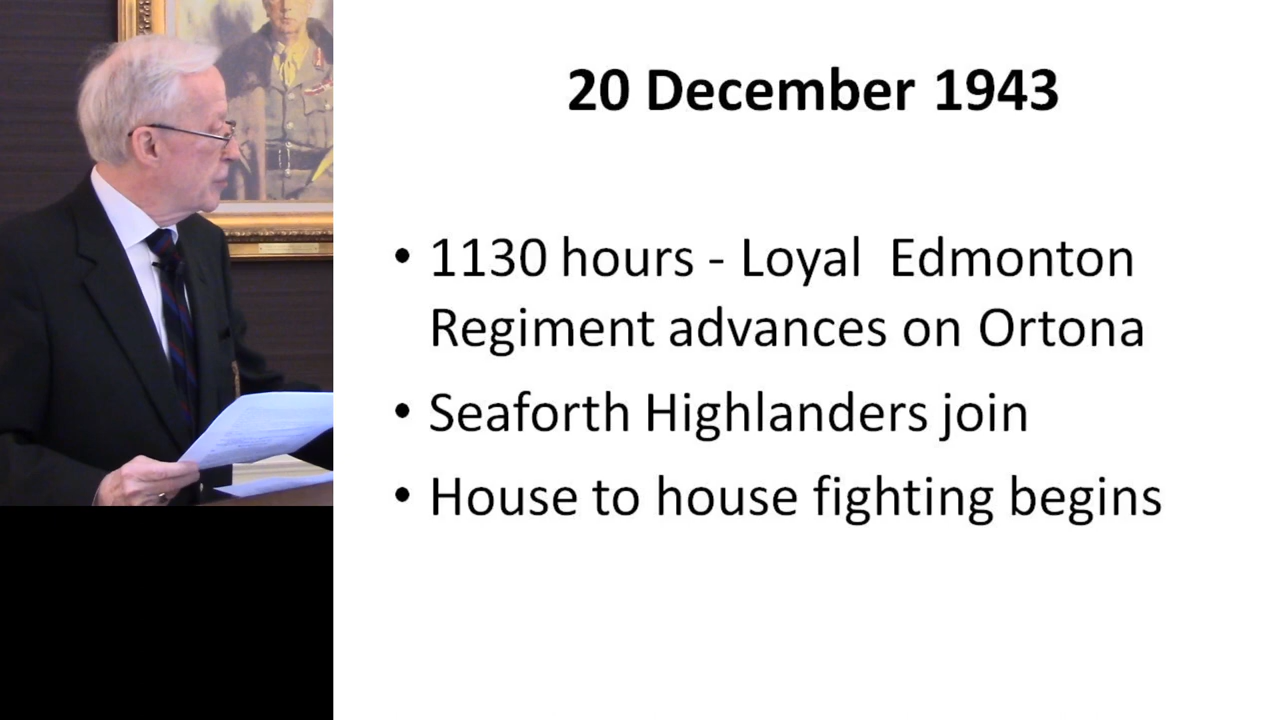 20 December 1943
• 1130 hours - Loyal  Edmonton
Regiment advances on Ortona
• Seaforth Highlanders join
• House to house fighting begins